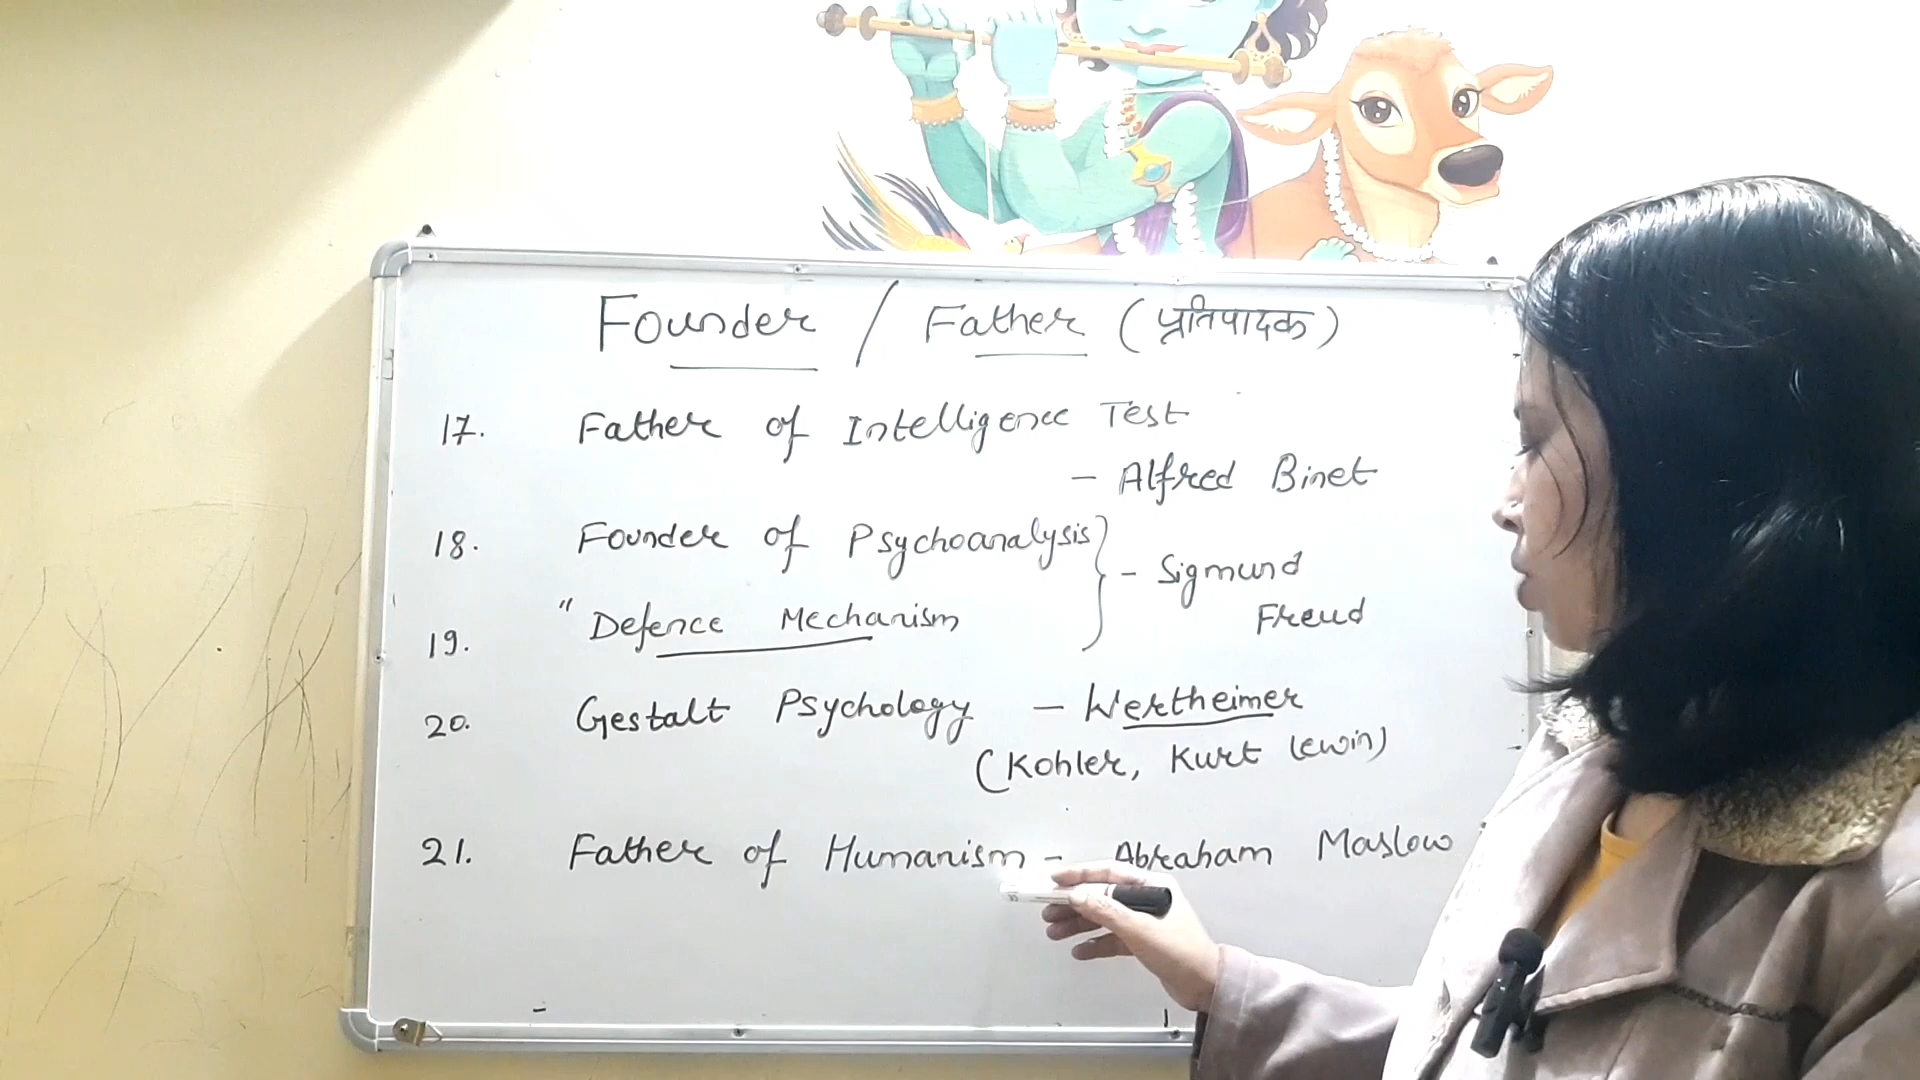 Founder / Father (प्रतिपादक)
17. Father of Intelligence Test
- Alfred Binet
18. Founder of Psychoanalysis } - Sigmund Freud
19. " Defence Mechanism
20. Gestalt Psychology - Wertheimer
(Kohler, Kurt Lewin)
21. Father of Humanism - Abraham Maslow